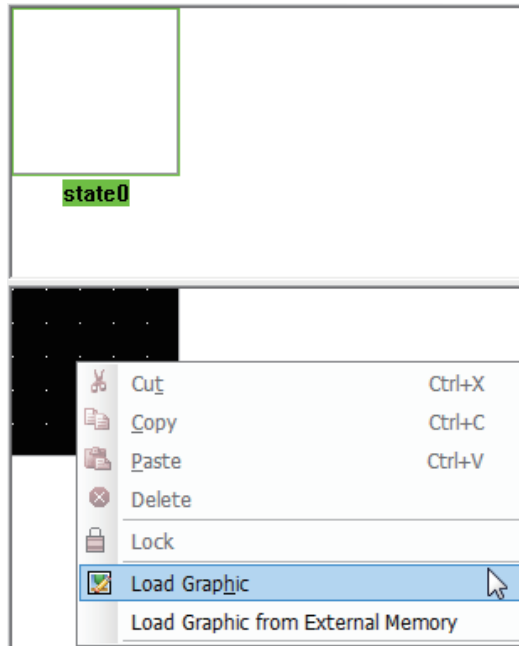 state0
Cut Ctrl+X
Copy Ctrl+C
Paste Ctrl+V
Delete
Lock
Load Graphic
Load Graphic from External Memory